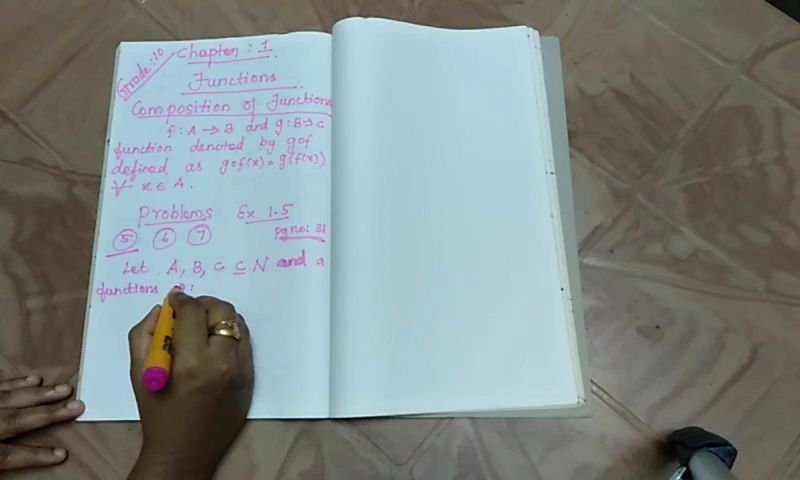 Grade: 10
Chapter : 1
Functions
Composition of Functions
f : A → B and g : B → C
function denoted by gof
defined as gof(x) = g(f(x))
∀ x ∈ A.
Problems Ex 1.5
5 6 7 pg no: 31
Let A, B, C ⊆ N and a
functions